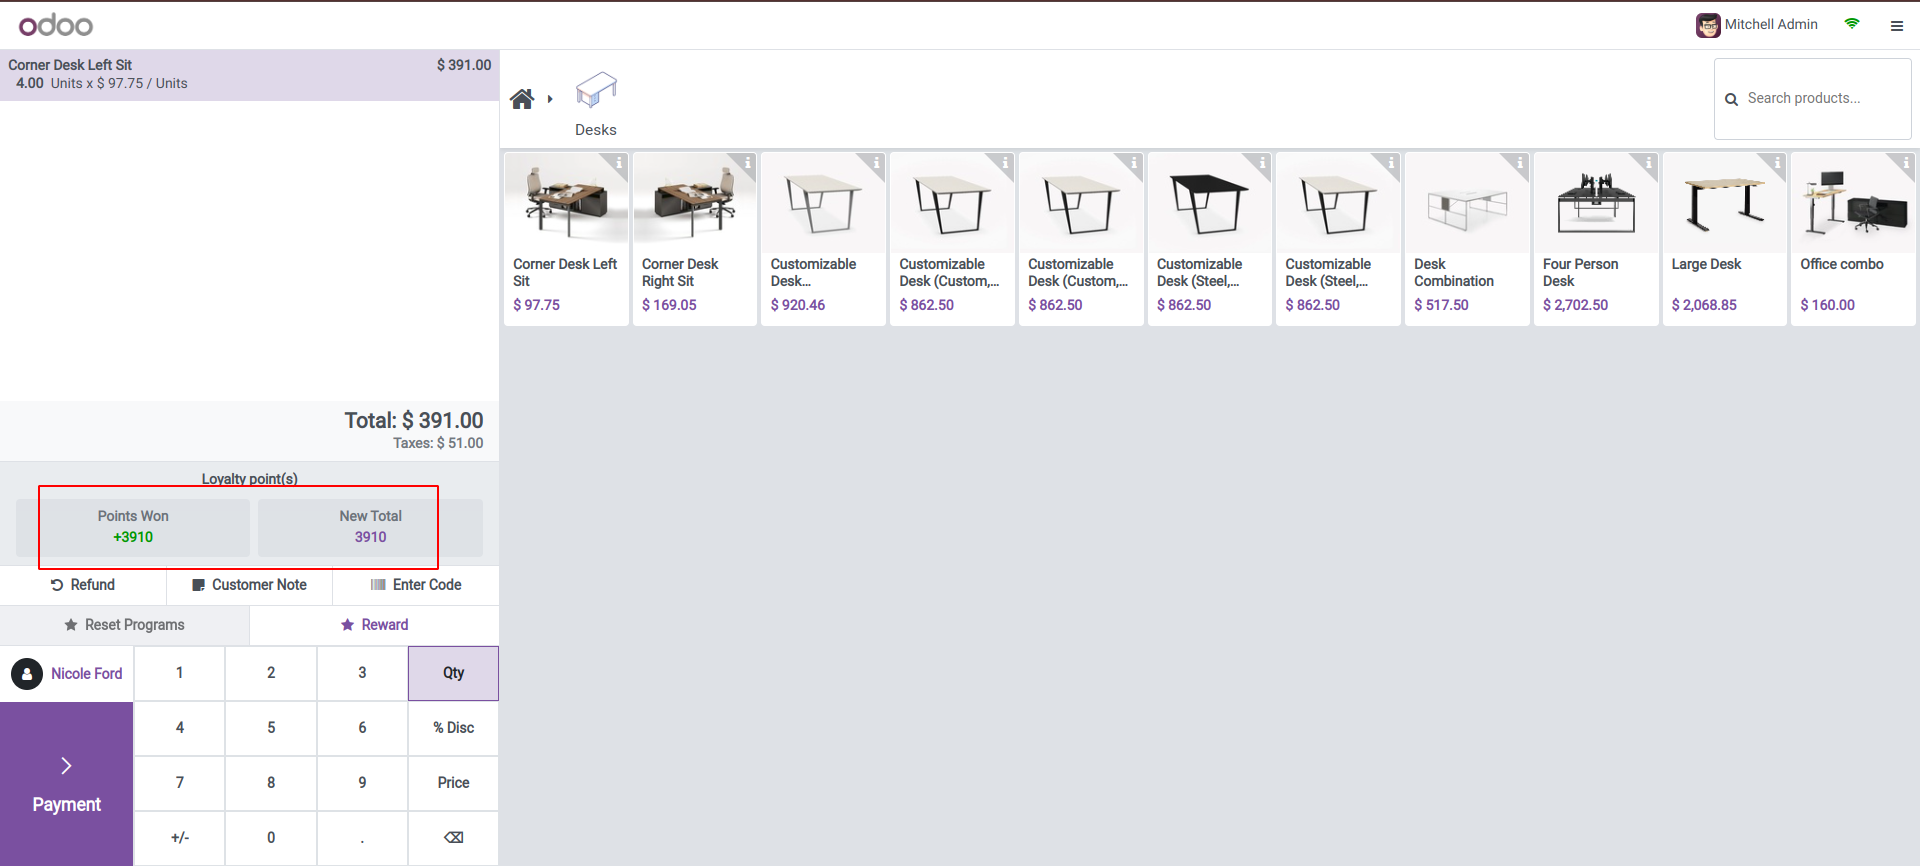 odoo
Mitchell Admin
Corner Desk Left Sit $ 391.00
4.00 Units x $ 97.75 / Units
Desks
Search products...
Corner Desk Left Sit
$ 97.75
Corner Desk Right Sit
$ 169.05
Customizable Desk...
$ 920.46
Customizable Desk (Custom,...
$ 862.50
Customizable Desk (Custom,...
$ 862.50
Customizable Desk (Steel,...
$ 862.50
Customizable Desk (Steel,...
$ 862.50
Desk Combination
$ 517.50
Four Person Desk
$ 2,702.50
Large Desk
$ 2,068.85
Office combo
$ 160.00
Total: $ 391.00
Taxes: $ 51.00
Loyalty point(s)
Points Won
+3910
New Total
3910
Refund
Customer Note
Enter Code
Reset Programs
Reward
Nicole Ford
1 2 3 Qty
4 5 6 % Disc
7 8 9 Price
+/- 0 .
Payment